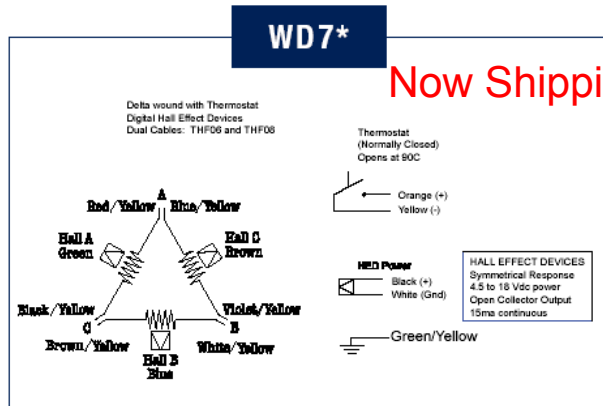 WD7*
Now Shippi
Delta wound with Thermostat
Digital Hall Effect Devices
Dual Cables: THF06 and THF08
Thermostat
(Normally Closed)
Opens at 90C
Orange (+)
Yellow (-)
A
Red/Yellow Blue/Yellow
Hall A
Green
Hall C
Brown
HED Power
Black (+)
White (Gnd)
HALL EFFECT DEVICES
Symmetrical Response
4.5 to 18 Vdc power
Open Collector Output
15ma continuous
Black/Yellow
C
Brown/Yellow
Violet/Yellow
B
White/Yellow
Hall B
Blue
Green/Yellow